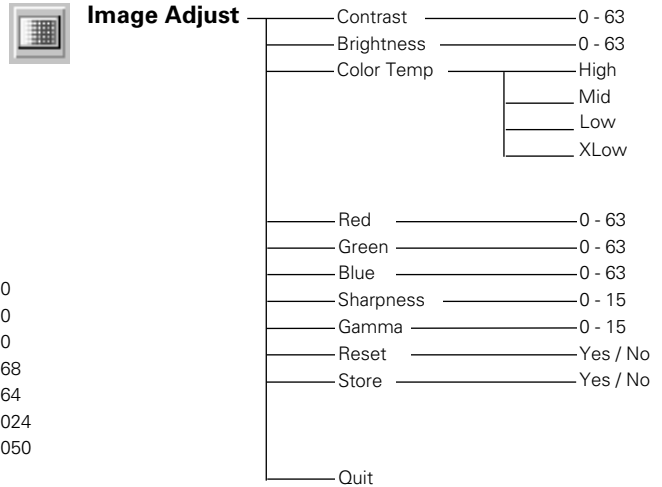 Image Adjust
Contrast 0 - 63
Brightness 0 - 63
Color Temp High
Mid
Low
XLow
Red 0 - 63
Green 0 - 63
Blue 0 - 63
Sharpness 0 - 15
Gamma 0 - 15
Reset Yes / No
Store Yes / No
Quit
0
0
0
68
64
024
050